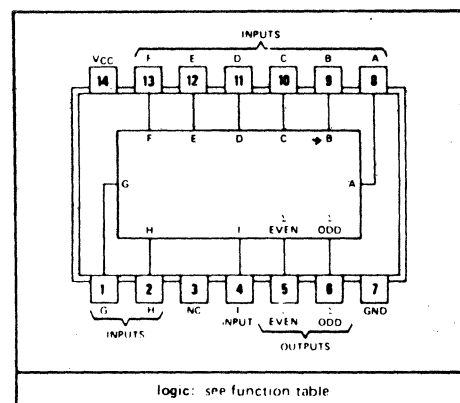 INPUTS
VCC F E D C B A
14 13 12 11 10 9 8
F E D C B
G A
Σ Σ
H I EVEN ODD
1 2 3 4 5 6 7
G H NC I EVEN ODD GND
INPUTS INPUT OUTPUTS
logic: see function table